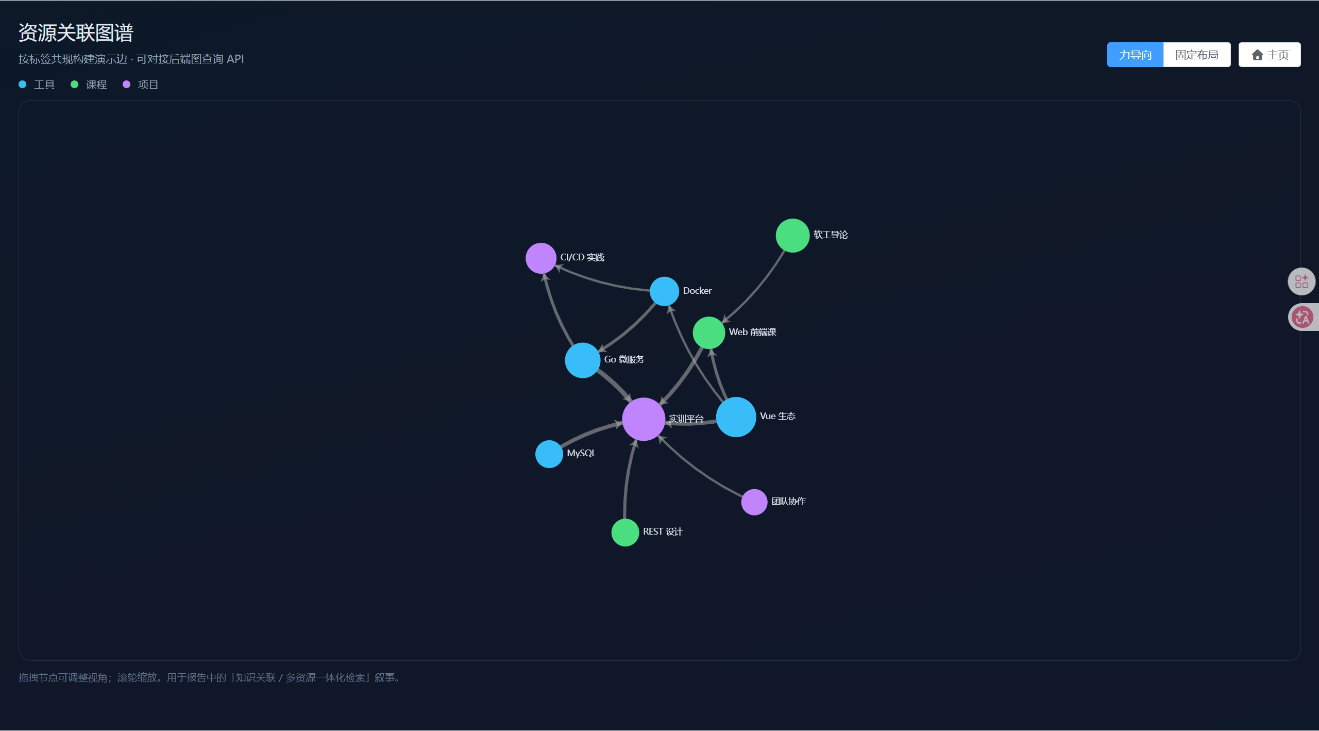 资源关联图谱
按标签共现构建演示边 · 可对接后端图查询 API
力导向
固定布局
主页
工具
课程
项目
软工导论
CI/CD 实践
Docker
Web 前端课
Go 微服务
Vue 生态
实训平台
MySQL
团队协作
REST 设计
拖拽节点可调整视角；滚轮缩放。用于报告中的「知识关联 / 多资源一体化检索」叙事。